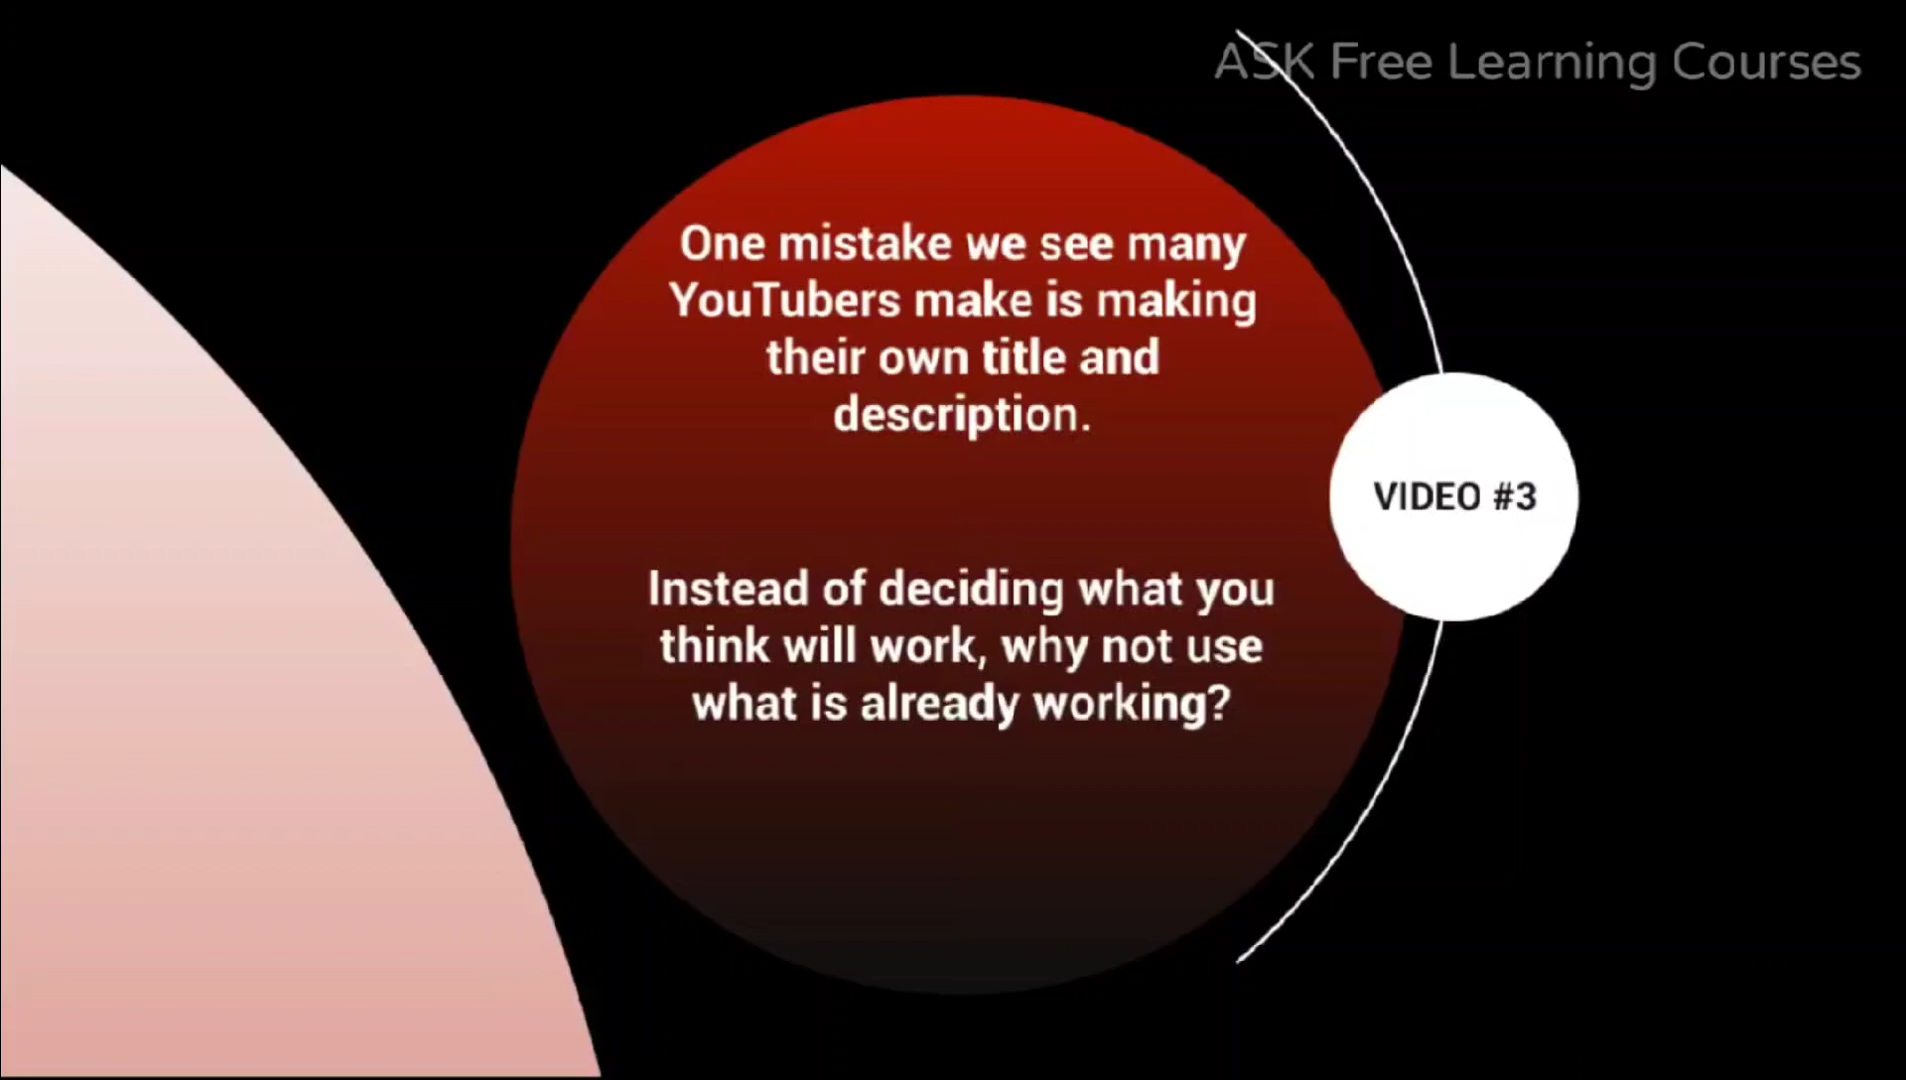 ASK Free Learning Courses
One mistake we see many
YouTubers make is making
their own title and
description.
VIDEO #3
Instead of deciding what you
think will work, why not use
what is already working?